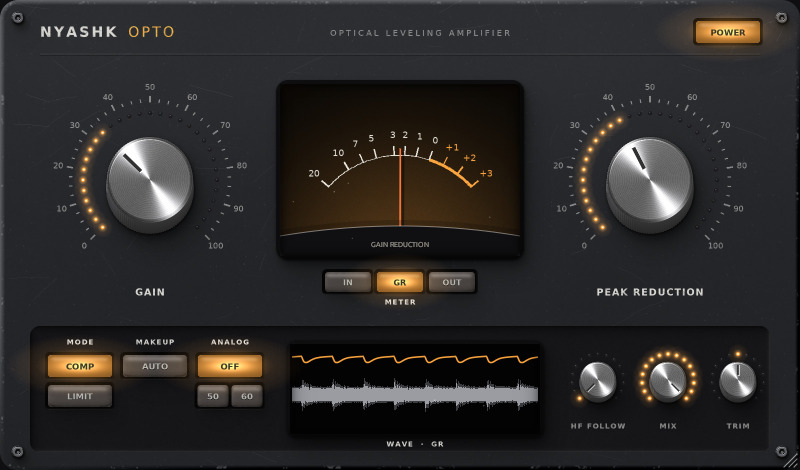 NYASHK OPTO
OPTICAL LEVELING AMPLIFIER
POWER
0 10 20 30 40 50 60 70 80 90 100
GAIN
20 10 7 5 3 2 1 0 +1 +2 +3
GAIN REDUCTION
IN GR OUT
METER
0 10 20 30 40 50 60 70 80 90 100
PEAK REDUCTION
MODE MAKEUP ANALOG
COMP AUTO OFF
LIMIT 50 60
WAVE · GR
HF FOLLOW MIX TRIM